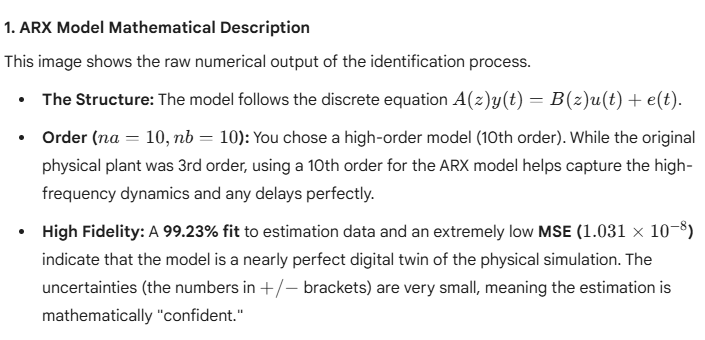 1. ARX Model Mathematical Description
This image shows the raw numerical output of the identification process.
• The Structure: The model follows the discrete equation A(z)y(t) = B(z)u(t) + e(t).
• Order (na = 10, nb = 10): You chose a high-order model (10th order). While the original
physical plant was 3rd order, using a 10th order for the ARX model helps capture the high-
frequency dynamics and any delays perfectly.
• High Fidelity: A 99.23% fit to estimation data and an extremely low MSE (1.031 × 10⁻⁸)
indicate that the model is a nearly perfect digital twin of the physical simulation. The
uncertainties (the numbers in +/− brackets) are very small, meaning the estimation is
mathematically "confident."